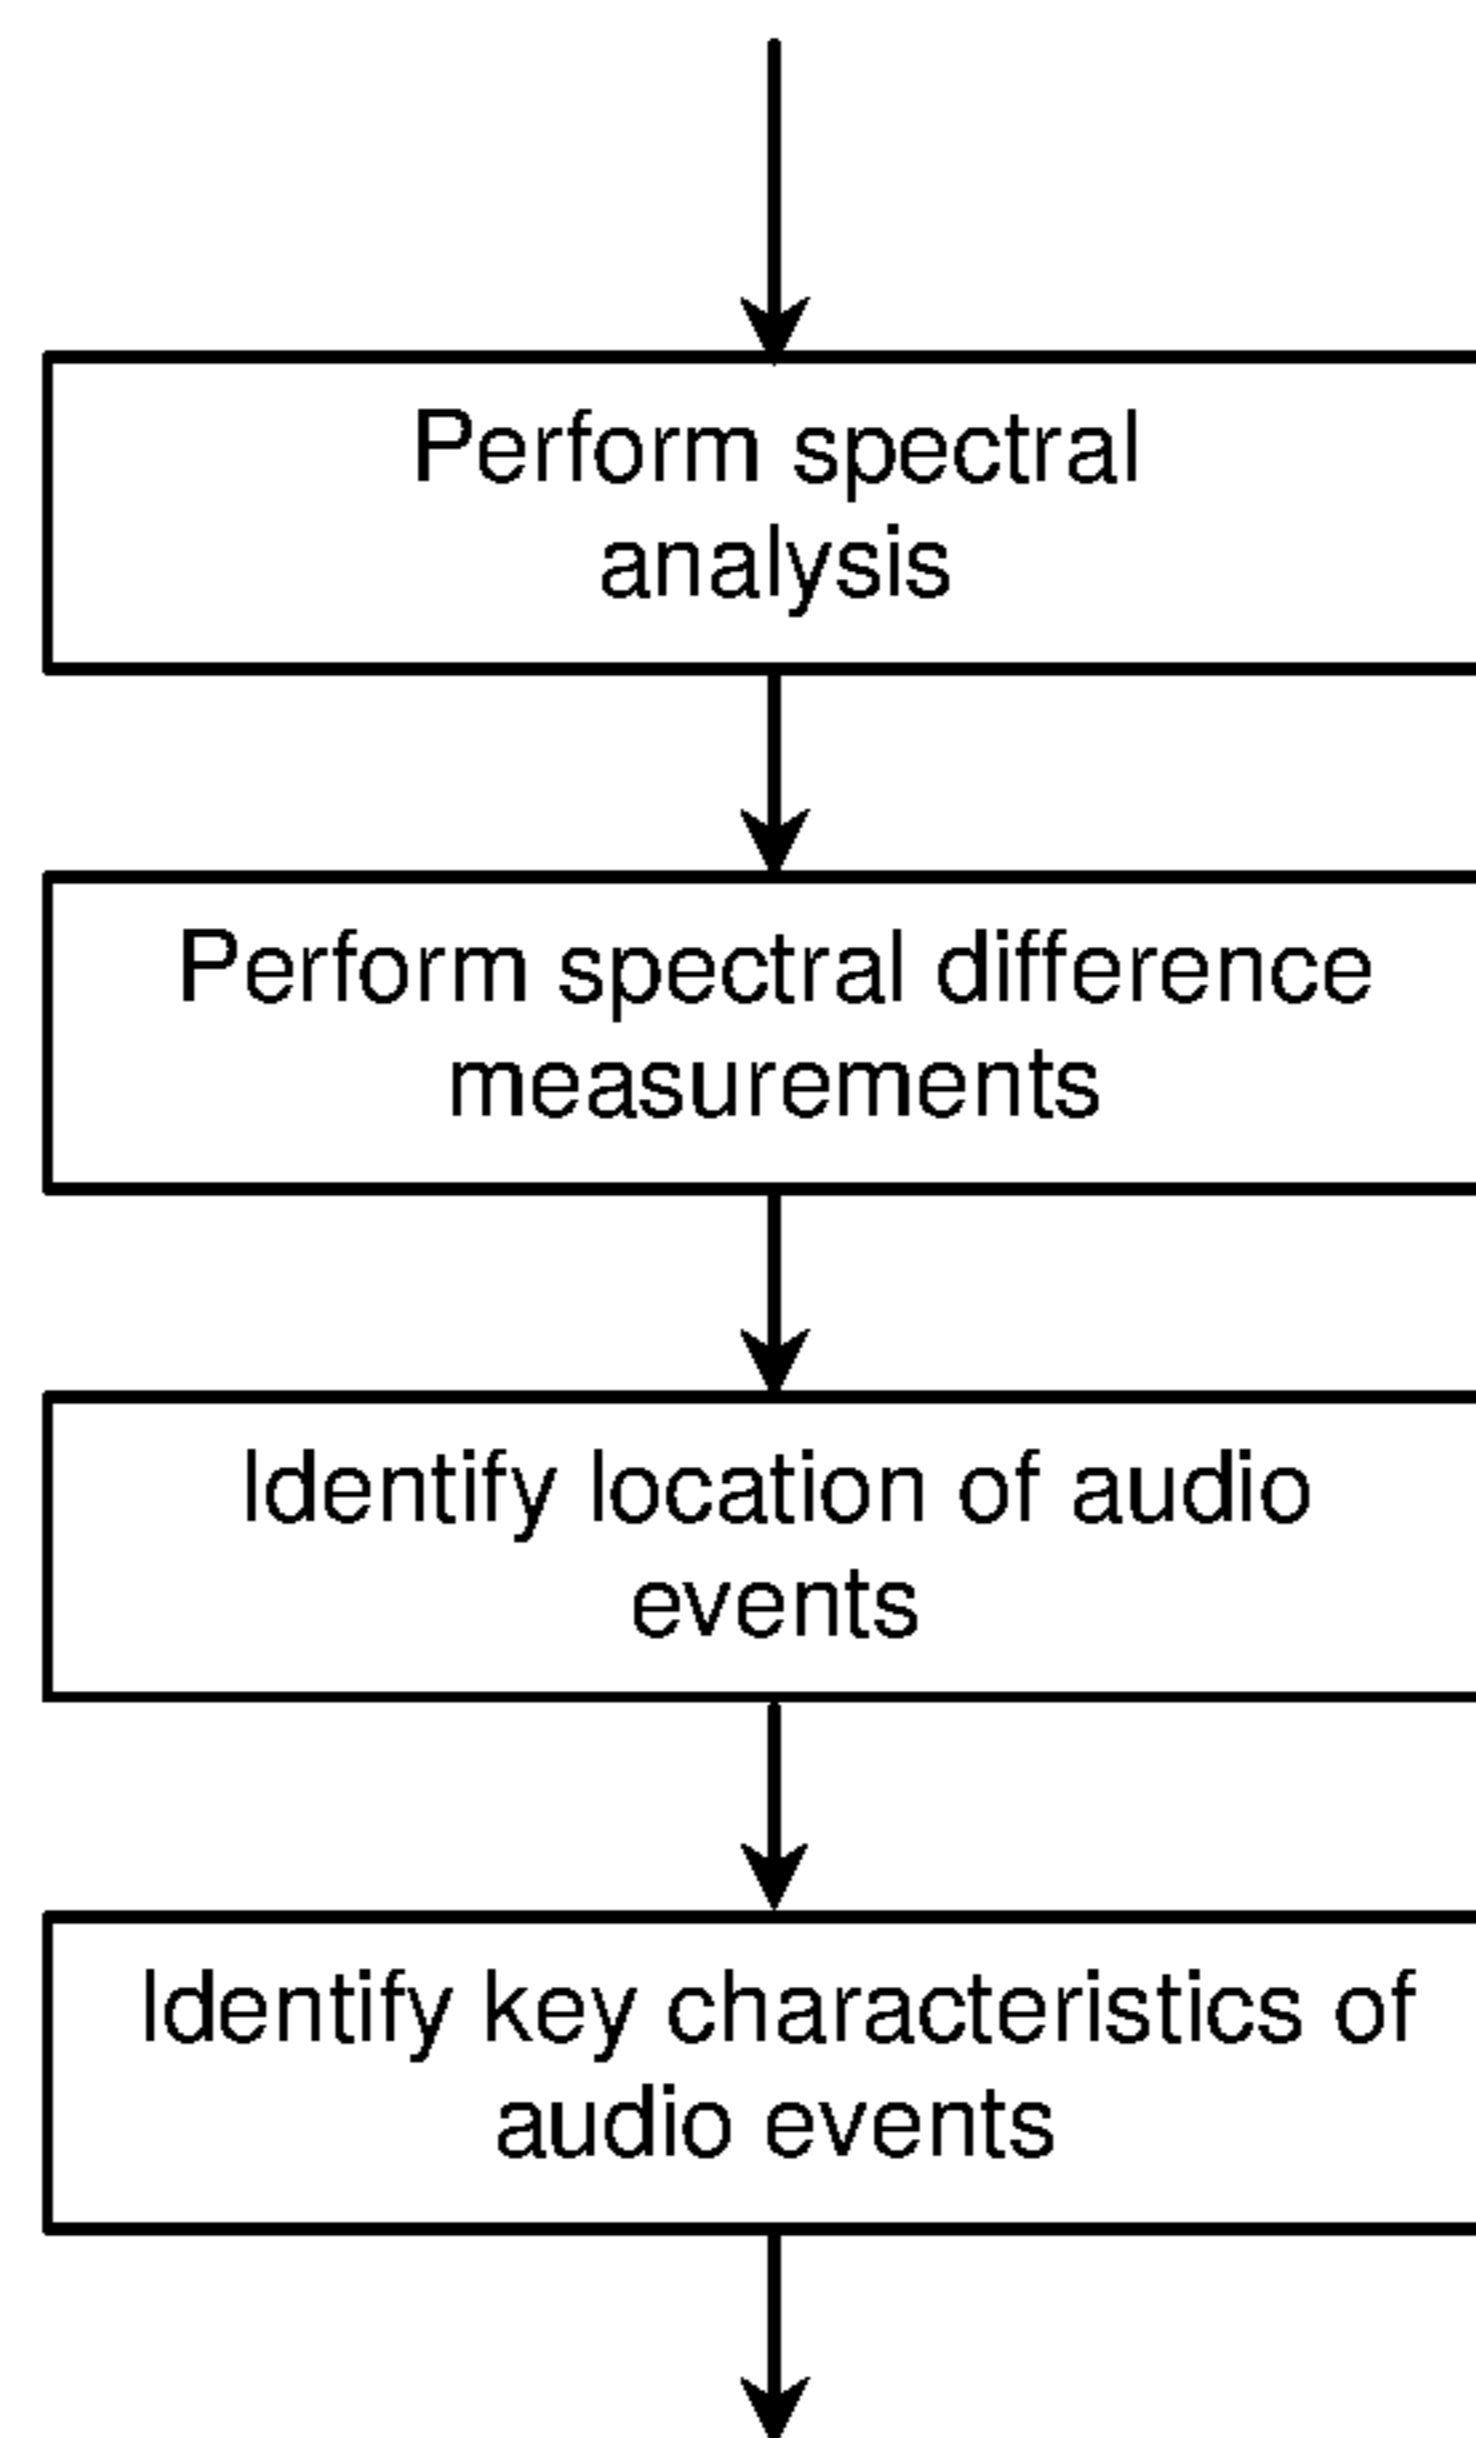 Perform spectral
analysis
Perform spectral difference
measurements
Identify location of audio
events
Identify key characteristics of
audio events